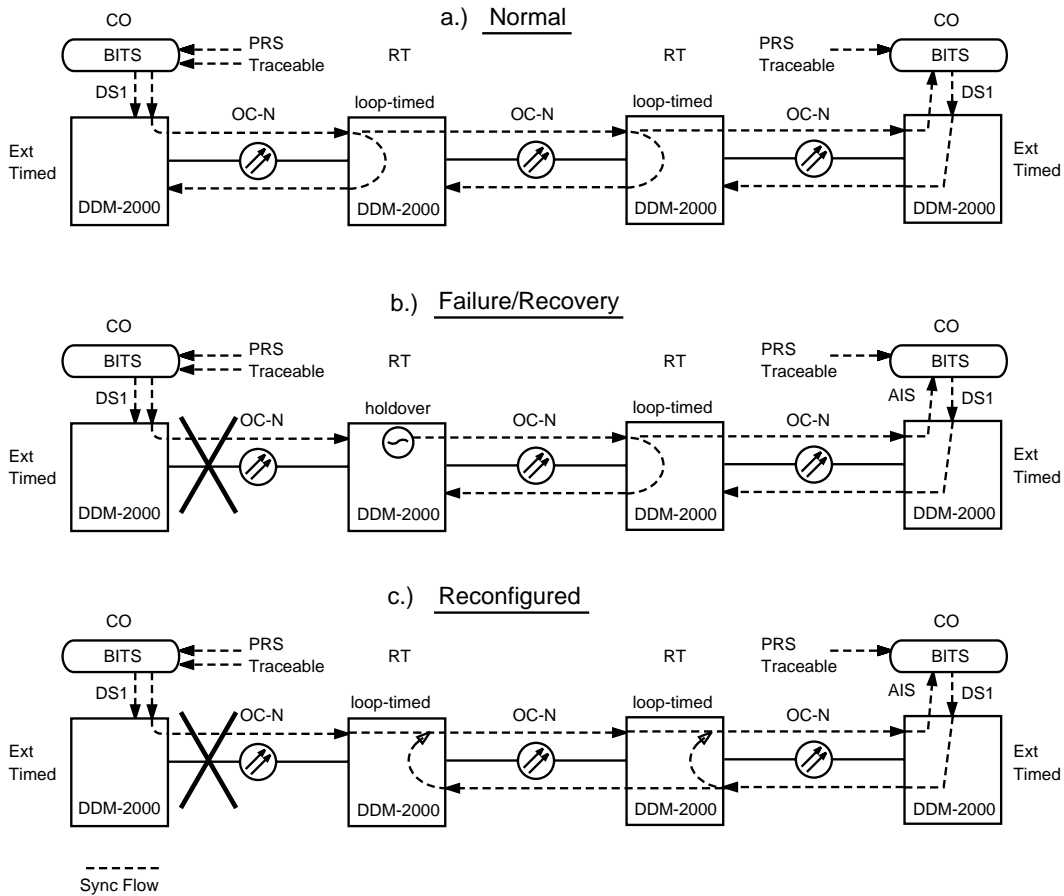 a.) Normal
CO
CO
BITS
PRS
Traceable
RT
RT
PRS
Traceable
BITS
DS1
OC-N
loop-timed
OC-N
loop-timed
OC-N
DS1
Ext
Timed
Ext
Timed
DDM-2000
DDM-2000
DDM-2000
DDM-2000
b.) Failure/Recovery
CO
CO
BITS
PRS
Traceable
RT
RT
PRS
Traceable
BITS
DS1
OC-N
holdover
OC-N
loop-timed
OC-N
AIS
DS1
Ext
Timed
Ext
Timed
DDM-2000
DDM-2000
DDM-2000
DDM-2000
c.) Reconfigured
CO
CO
BITS
PRS
Traceable
RT
RT
PRS
Traceable
BITS
DS1
OC-N
loop-timed
OC-N
loop-timed
OC-N
AIS
DS1
Ext
Timed
Ext
Timed
DDM-2000
DDM-2000
DDM-2000
DDM-2000
Sync Flow